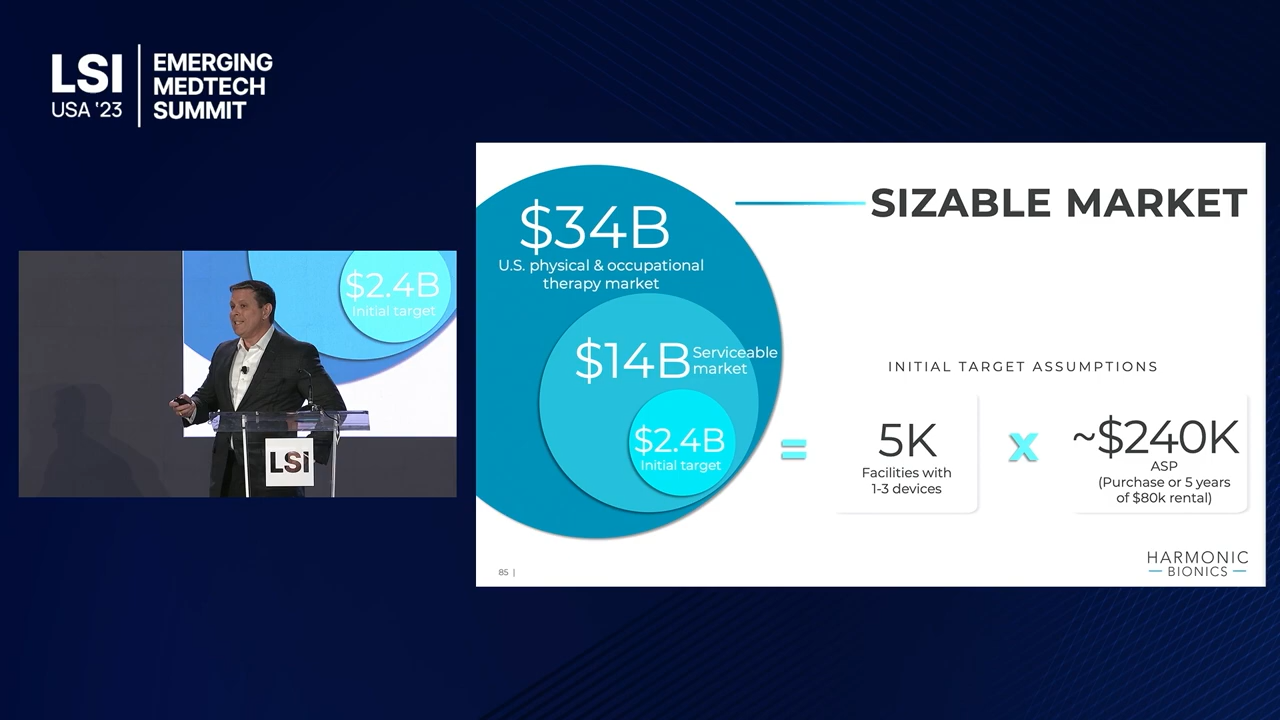 LSI
USA '23
EMERGING
MEDTECH
SUMMIT
$2.4B
Initial target
LSI
SIZABLE MARKET
$34B
U.S. physical & occupational
therapy market
$14B
Serviceable
market
$2.4B
Initial target
INITIAL TARGET ASSUMPTIONS
=
5K
Facilities with
1-3 devices
x
~$240K
ASP
(Purchase or 5 years
of $80k rental)
85 |
HARMONIC
BIONICS